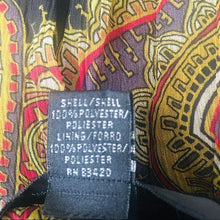 SHELL/SHELL
100%POLYESTER/
POLIESTER
LINING/FORRO
100%POLYESTER/
POLIESTER
RN 83420